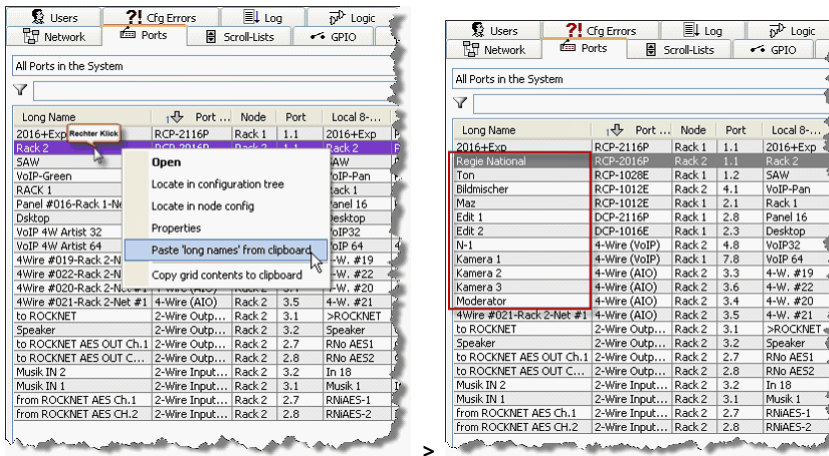 Users ?! Cfg Errors Log Logic
Network Ports Scroll-Lists GPIO
All Ports in the System
Long Name 1 Port ... Node Port Local 8-...
2016+Exp RCP-2116P Rack 1 1.1 2016+Exp
Rechter Klick
Rack 2 RCP-2016P Rack 2 1.1 Rack 2
SAW SAW
VoIP-Green VoIP-Pan
RACK 1 Rack 1
Panel #016-Rack 1-Ne Panel 16
Dsktop Desktop
VoIP 4W Artist 32 VoIP32
VoIP 4W Artist 64 VoIP 64
4Wire #019-Rack 2-N 4-W. #19
4Wire #022-Rack 2-N 4-W. #22
4Wire #020-Rack 2-Net #1 4-Wire (AIO) Rack 2 3.4 4-W. #20
4Wire #021-Rack 2-Net #1 4-Wire (AIO) Rack 2 3.5 4-W. #21
to ROCKNET 2-Wire Outp... Rack 2 3.1 >ROCKNET
Speaker 2-Wire Outp... Rack 2 3.2 Speaker
to ROCKNET AES OUT Ch.1 2-Wire Outp... Rack 2 2.7 RNo AES1
to ROCKNET AES OUT C... 2-Wire Outp... Rack 2 2.8 RNo AES2
Musik IN 2 2-Wire Input... Rack 2 3.2 In 18
Musik IN 1 2-Wire Input... Rack 2 3.1 Musik 1
from ROCKNET AES Ch.1 2-Wire Input... Rack 2 2.7 RNiAES-1
from ROCKNET AES CH.2 2-Wire Input... Rack 2 2.8 RNiAES-2
Open
Locate in configuration tree
Locate in node config
Properties
Paste 'long names' from clipboard
Copy grid contents to clipboard
>
Users ?! Cfg Errors Log Logic
Network Ports Scroll-Lists GPIO
All Ports in the System
Long Name 1 Port ... Node Port Local 8-...
2016+Exp RCP-2116P Rack 1 1.1 2016+Exp
Regie National RCP-2016P Rack 2 1.1 Rack 2
Ton RCP-1028E Rack 1 1.2 SAW
Bildmischer RCP-1012E Rack 2 4.1 VoIP-Pan
Maz RCP-1012E Rack 1 2.1 Rack 1
Edit 1 DCP-2116P Rack 1 2.8 Panel 16
Edit 2 DCP-1016E Rack 1 2.3 Desktop
N-1 4-Wire (VoIP) Rack 2 4.8 VoIP32
Kamera 1 4-Wire (VoIP) Rack 1 7.8 VoIP 64
Kamera 2 4-Wire (AIO) Rack 2 3.3 4-W. #19
Kamera 3 4-Wire (AIO) Rack 2 3.6 4-W. #22
Moderator 4-Wire (AIO) Rack 2 3.4 4-W. #20
4Wire #021-Rack 2-Net #1 4-Wire (AIO) Rack 2 3.5 4-W. #21
to ROCKNET 2-Wire Outp... Rack 2 3.1 >ROCKNET
Speaker 2-Wire Outp... Rack 2 3.2 Speaker
to ROCKNET AES OUT Ch.1 2-Wire Outp... Rack 2 2.7 RNo AES1
to ROCKNET AES OUT C... 2-Wire Outp... Rack 2 2.8 RNo AES2
Musik IN 2 2-Wire Input... Rack 2 3.2 In 18
Musik IN 1 2-Wire Input... Rack 2 3.1 Musik 1
from ROCKNET AES Ch.1 2-Wire Input... Rack 2 2.7 RNiAES-1
from ROCKNET AES CH.2 2-Wire Input... Rack 2 2.8 RNiAES-2